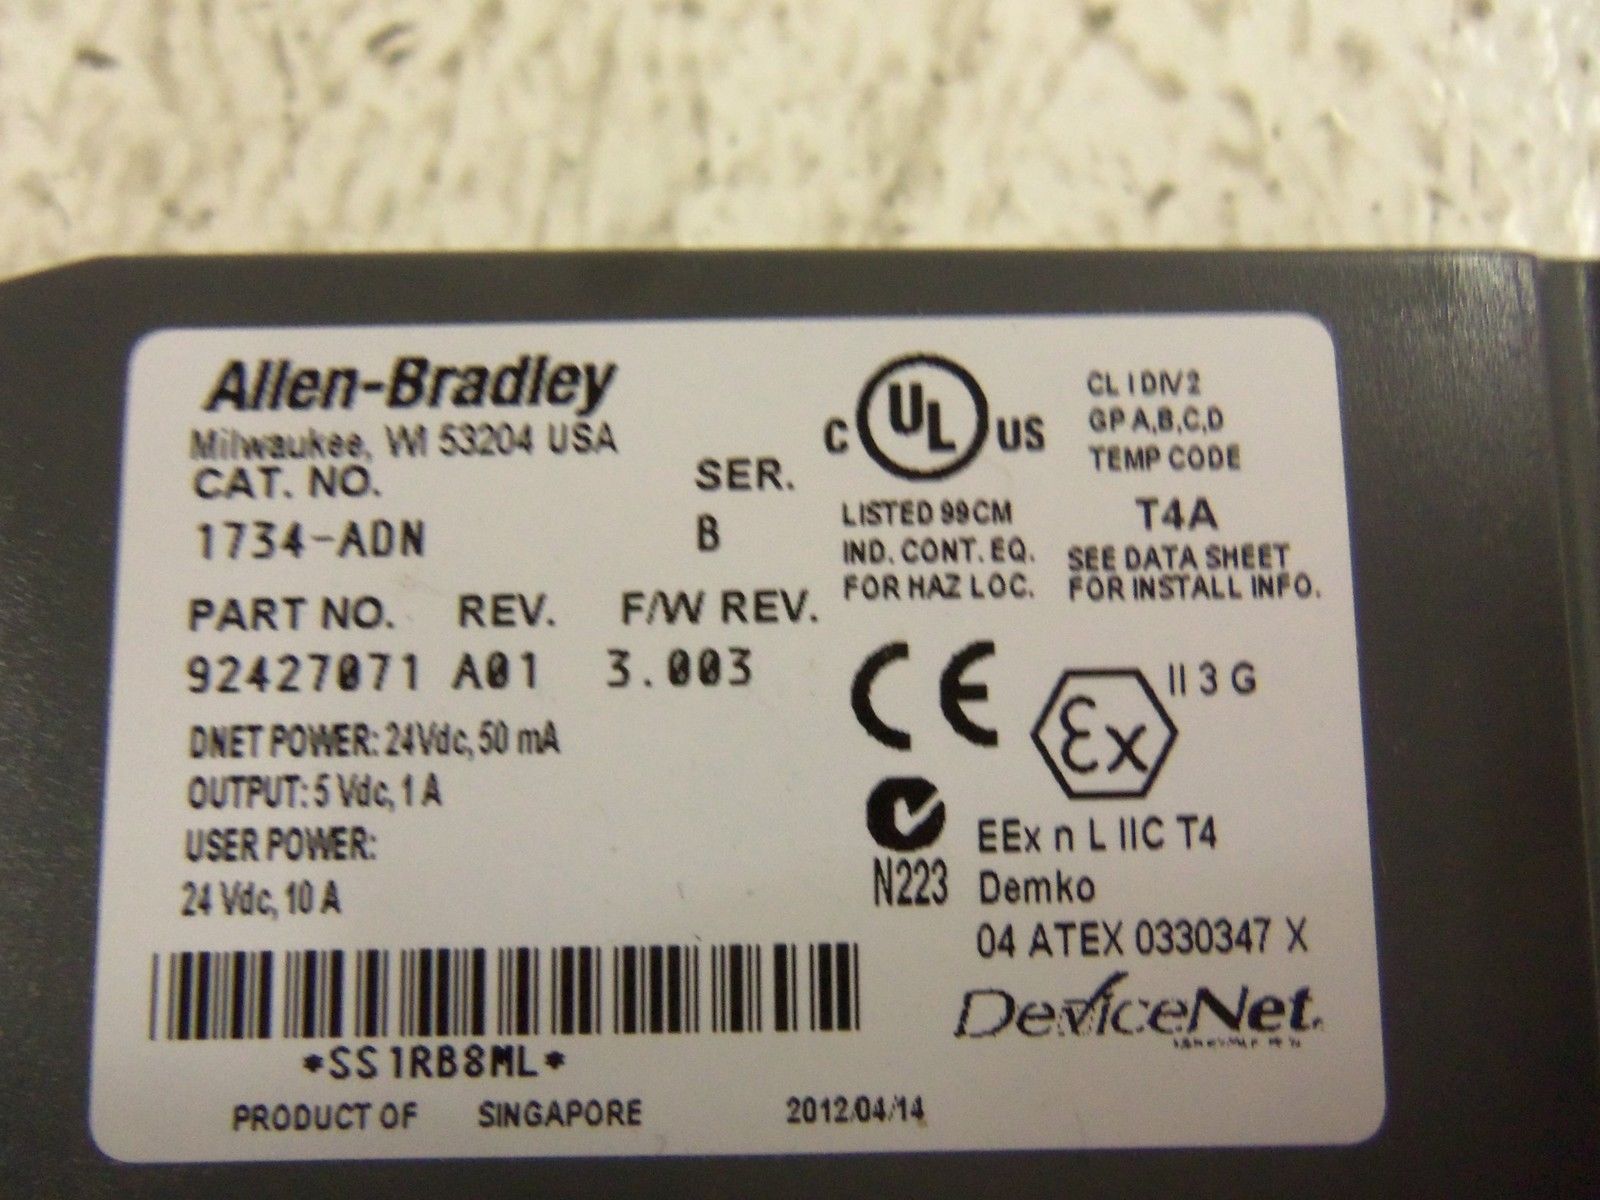 Allen-Bradley
Milwaukee, WI 53204 USA
CAT. NO. SER.
1734-ADN B
PART NO. REV. F/W REV.
92427071 A01 3.003
DNET POWER: 24Vdc, 50 mA
OUTPUT: 5 Vdc, 1 A
USER POWER:
24 Vdc, 10 A
*SS1RB8ML*
PRODUCT OF SINGAPORE 2012/04/14
C UL US
LISTED 99CM
IND. CONT. EQ.
FOR HAZ LOC.
CL I DIV 2
GP A,B,C,D
TEMP CODE
T4A
SEE DATA SHEET
FOR INSTALL INFO.
CE
Ex II 3 G
N223
EEx n L IIC T4
Demko
04 ATEX 0330347 X
DeviceNet.